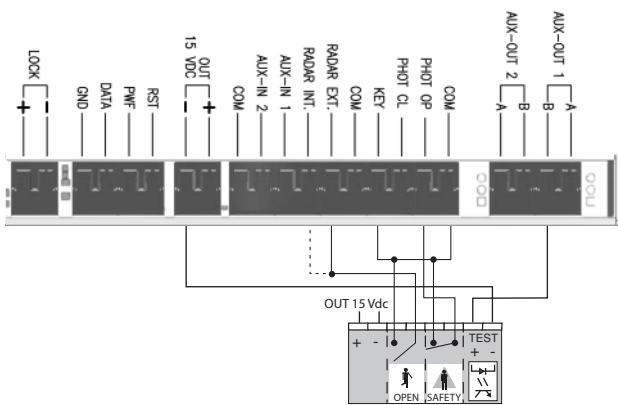 LOCK
+
-
GND
DATA
PWF
RST
OUT
15 VDC
-
+
COM
AUX-IN 2
AUX-IN 1
RADAR INT.
RADAR EXT.
COM
KEY
PHOT CL
PHOT OP
COM
AUX-OUT 2
A
B
AUX-OUT 1
B
A
OUT 15 Vdc
+ -
TEST
+ -
OPEN
SAFETY